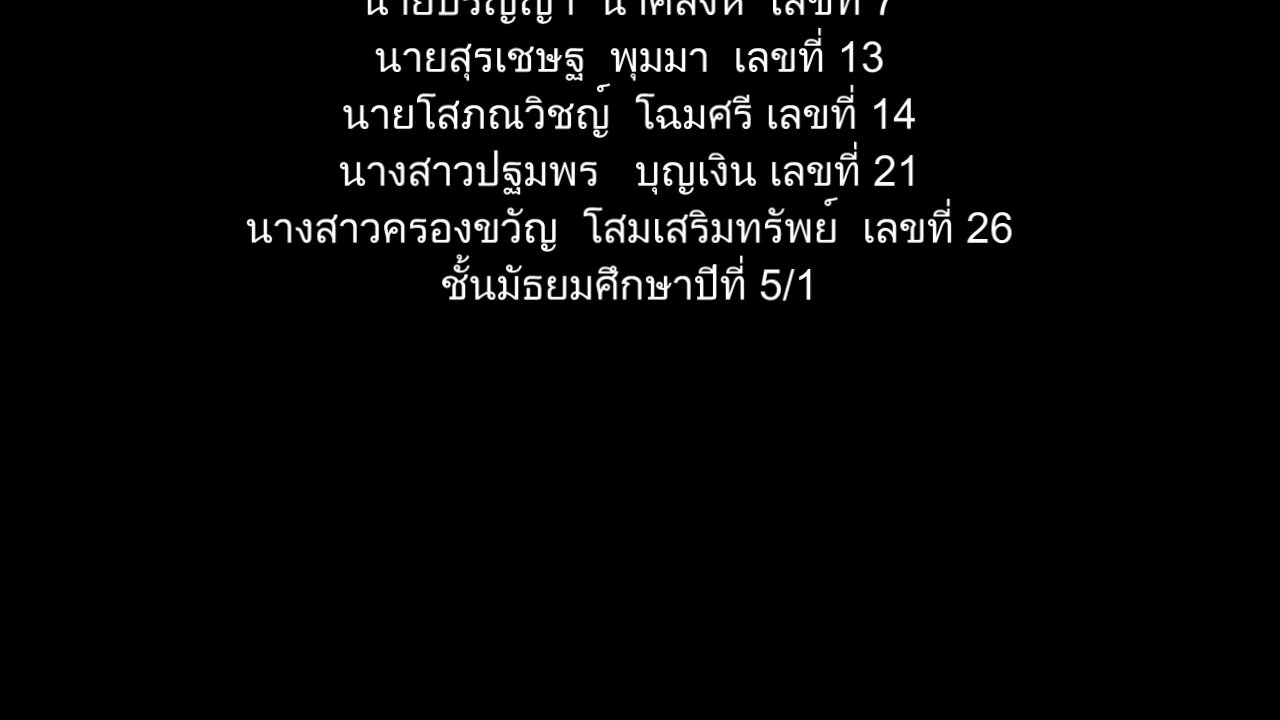 เลขที่ 7
นายสุรเชษฐ พุมมา เลขที่ 13
นายโสภณวิชญ์ โฉมศรี เลขที่ 14
นางสาวปฐมพร บุญเงิน เลขที่ 21
นางสาวครองขวัญ โสมเสริมทรัพย์ เลขที่ 26
ชั้นมัธยมศึกษาปีที่ 5/1